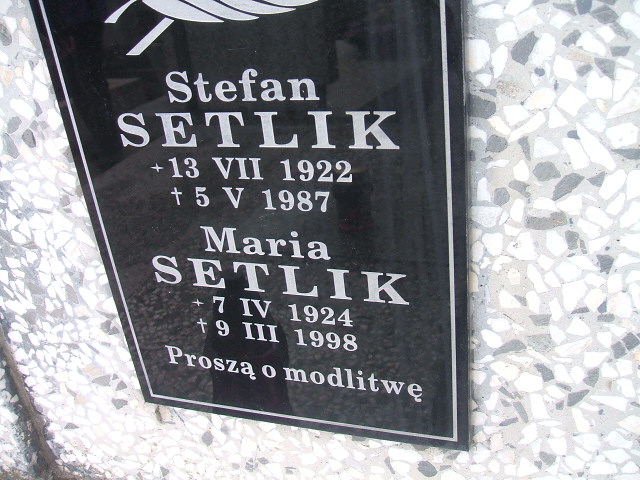 Stefan
SETLIK
+ 13 VII 1922
† 5 V 1987
Maria
SETLIK
+ 7 IV 1924
† 9 III 1998
Proszą o modlitwę